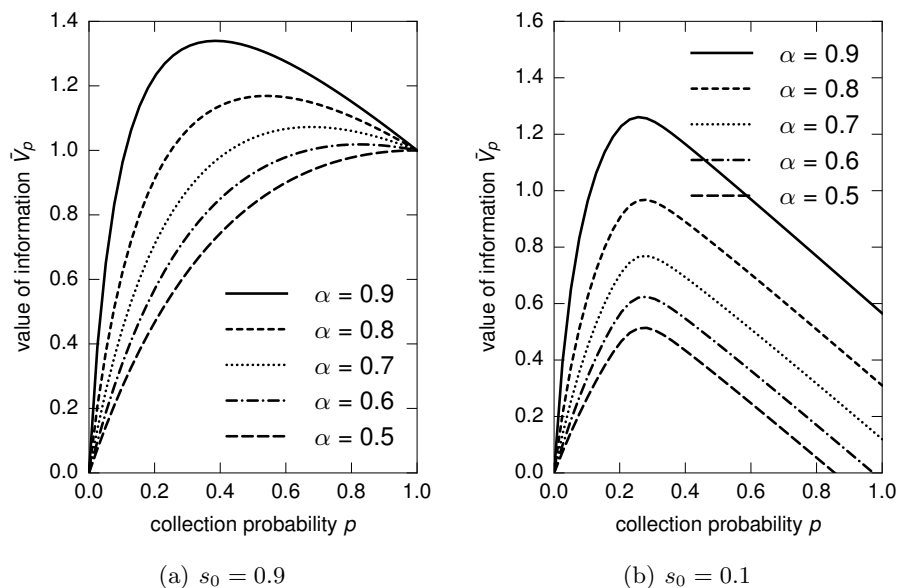 1.4
1.2
1.0
0.8
0.6
0.4
0.2
0.0
value of information V̄ₚ
α = 0.9
α = 0.8
α = 0.7
α = 0.6
α = 0.5
0.0 0.2 0.4 0.6 0.8 1.0
collection probability p
(a) s₀ = 0.9
1.6
1.4
1.2
1.0
0.8
0.6
0.4
0.2
0.0
value of information V̄ₚ
α = 0.9
α = 0.8
α = 0.7
α = 0.6
α = 0.5
0.0 0.2 0.4 0.6 0.8 1.0
collection probability p
(b) s₀ = 0.1